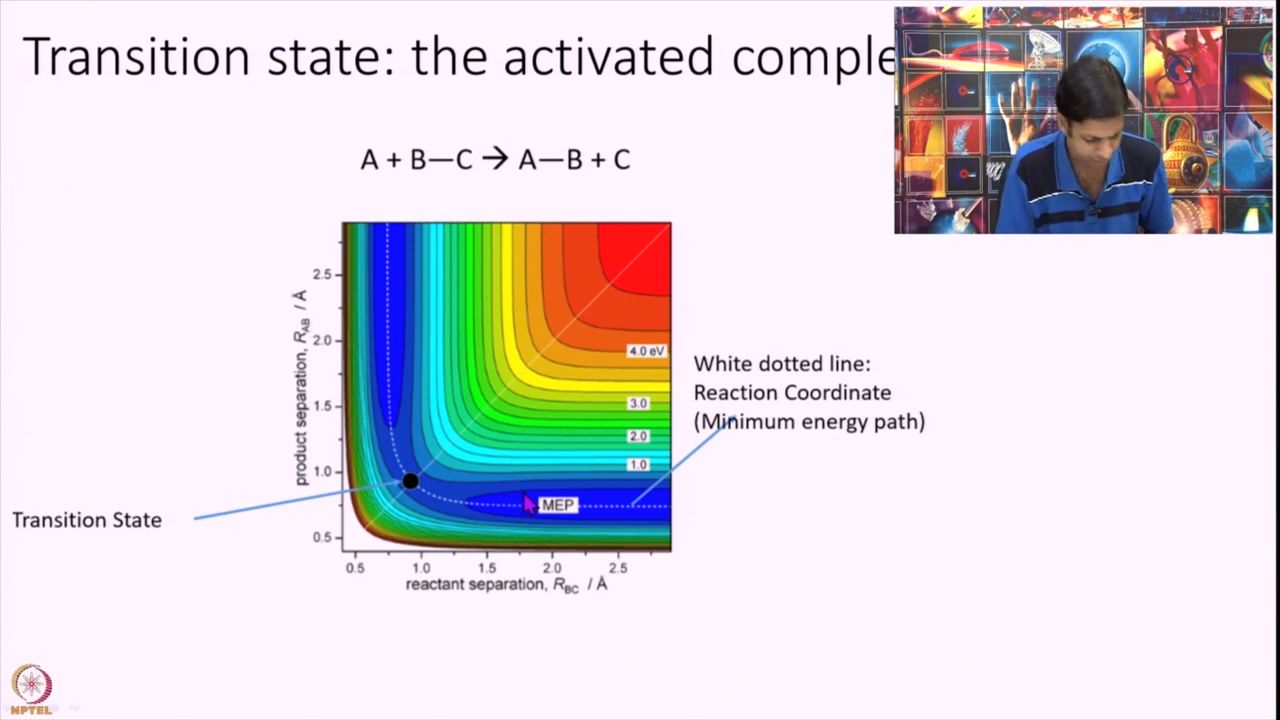 Transition state: the activated comple
A + B—C → A—B + C
product separation, R_AB / Å
2.5
2.0
1.5
1.0
0.5
4.0 eV
3.0
2.0
1.0
MEP
0.5 1.0 1.5 2.0 2.5
reactant separation, R_BC / Å
White dotted line:
Reaction Coordinate
(Minimum energy path)
Transition State
NPTEL